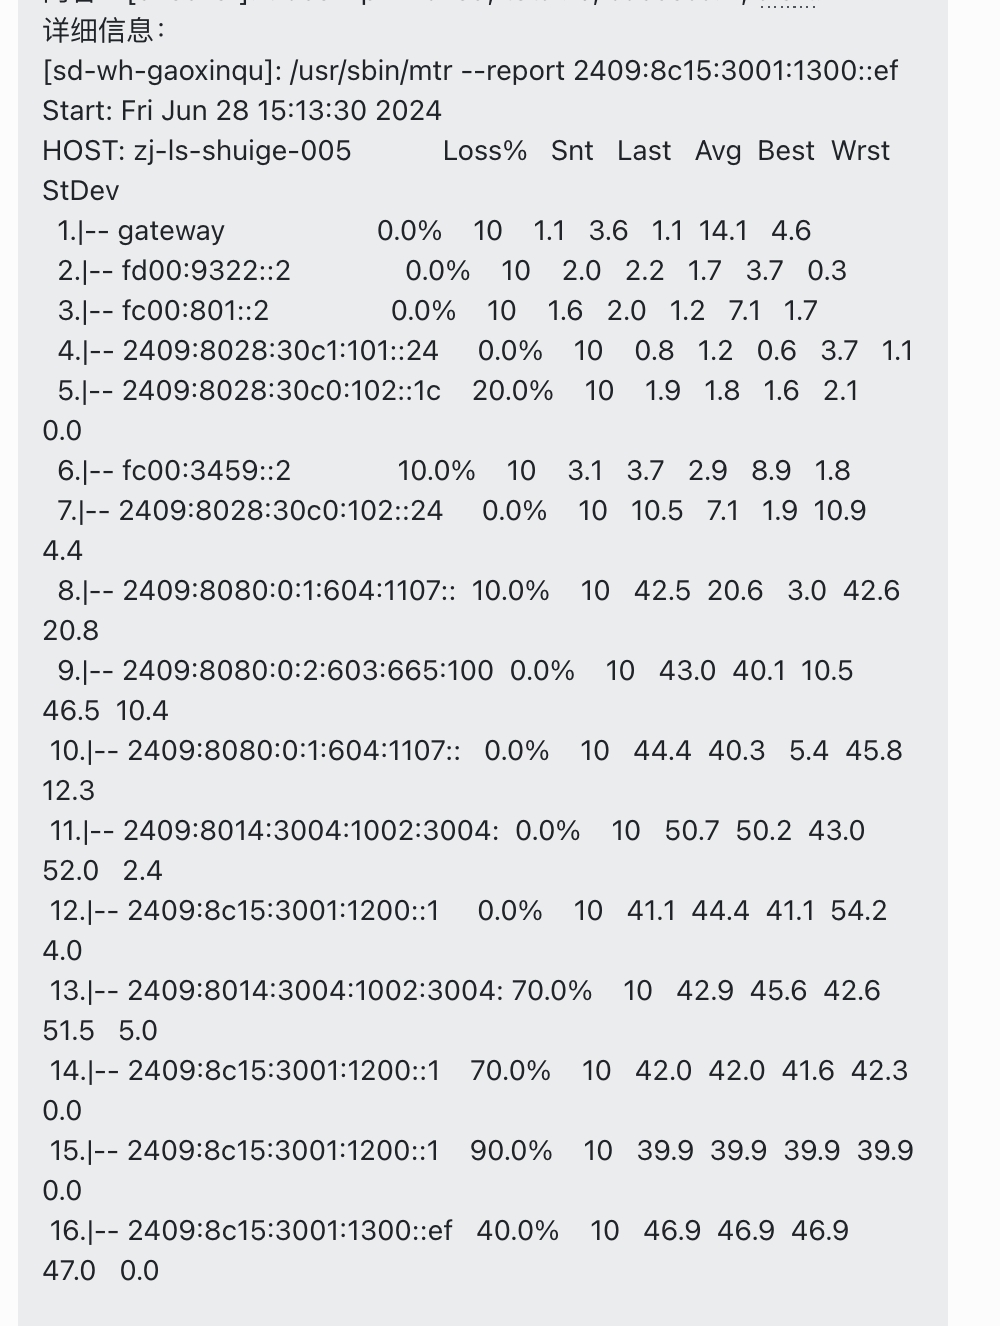 详细信息：
[sd-wh-gaoxinqu]: /usr/sbin/mtr --report 2409:8c15:3001:1300::ef
Start: Fri Jun 28 15:13:30 2024
HOST: zj-ls-shuige-005 Loss% Snt Last Avg Best Wrst
StDev
1.|-- gateway 0.0% 10 1.1 3.6 1.1 14.1 4.6
2.|-- fd00:9322::2 0.0% 10 2.0 2.2 1.7 3.7 0.3
3.|-- fc00:801::2 0.0% 10 1.6 2.0 1.2 7.1 1.7
4.|-- 2409:8028:30c1:101::24 0.0% 10 0.8 1.2 0.6 3.7 1.1
5.|-- 2409:8028:30c0:102::1c 20.0% 10 1.9 1.8 1.6 2.1
0.0
6.|-- fc00:3459::2 10.0% 10 3.1 3.7 2.9 8.9 1.8
7.|-- 2409:8028:30c0:102::24 0.0% 10 10.5 7.1 1.9 10.9
4.4
8.|-- 2409:8080:0:1:604:1107:: 10.0% 10 42.5 20.6 3.0 42.6
20.8
9.|-- 2409:8080:0:2:603:665:100 0.0% 10 43.0 40.1 10.5
46.5 10.4
10.|-- 2409:8080:0:1:604:1107:: 0.0% 10 44.4 40.3 5.4 45.8
12.3
11.|-- 2409:8014:3004:1002:3004: 0.0% 10 50.7 50.2 43.0
52.0 2.4
12.|-- 2409:8c15:3001:1200::1 0.0% 10 41.1 44.4 41.1 54.2
4.0
13.|-- 2409:8014:3004:1002:3004: 70.0% 10 42.9 45.6 42.6
51.5 5.0
14.|-- 2409:8c15:3001:1200::1 70.0% 10 42.0 42.0 41.6 42.3
0.0
15.|-- 2409:8c15:3001:1200::1 90.0% 10 39.9 39.9 39.9 39.9
0.0
16.|-- 2409:8c15:3001:1300::ef 40.0% 10 46.9 46.9 46.9
47.0 0.0